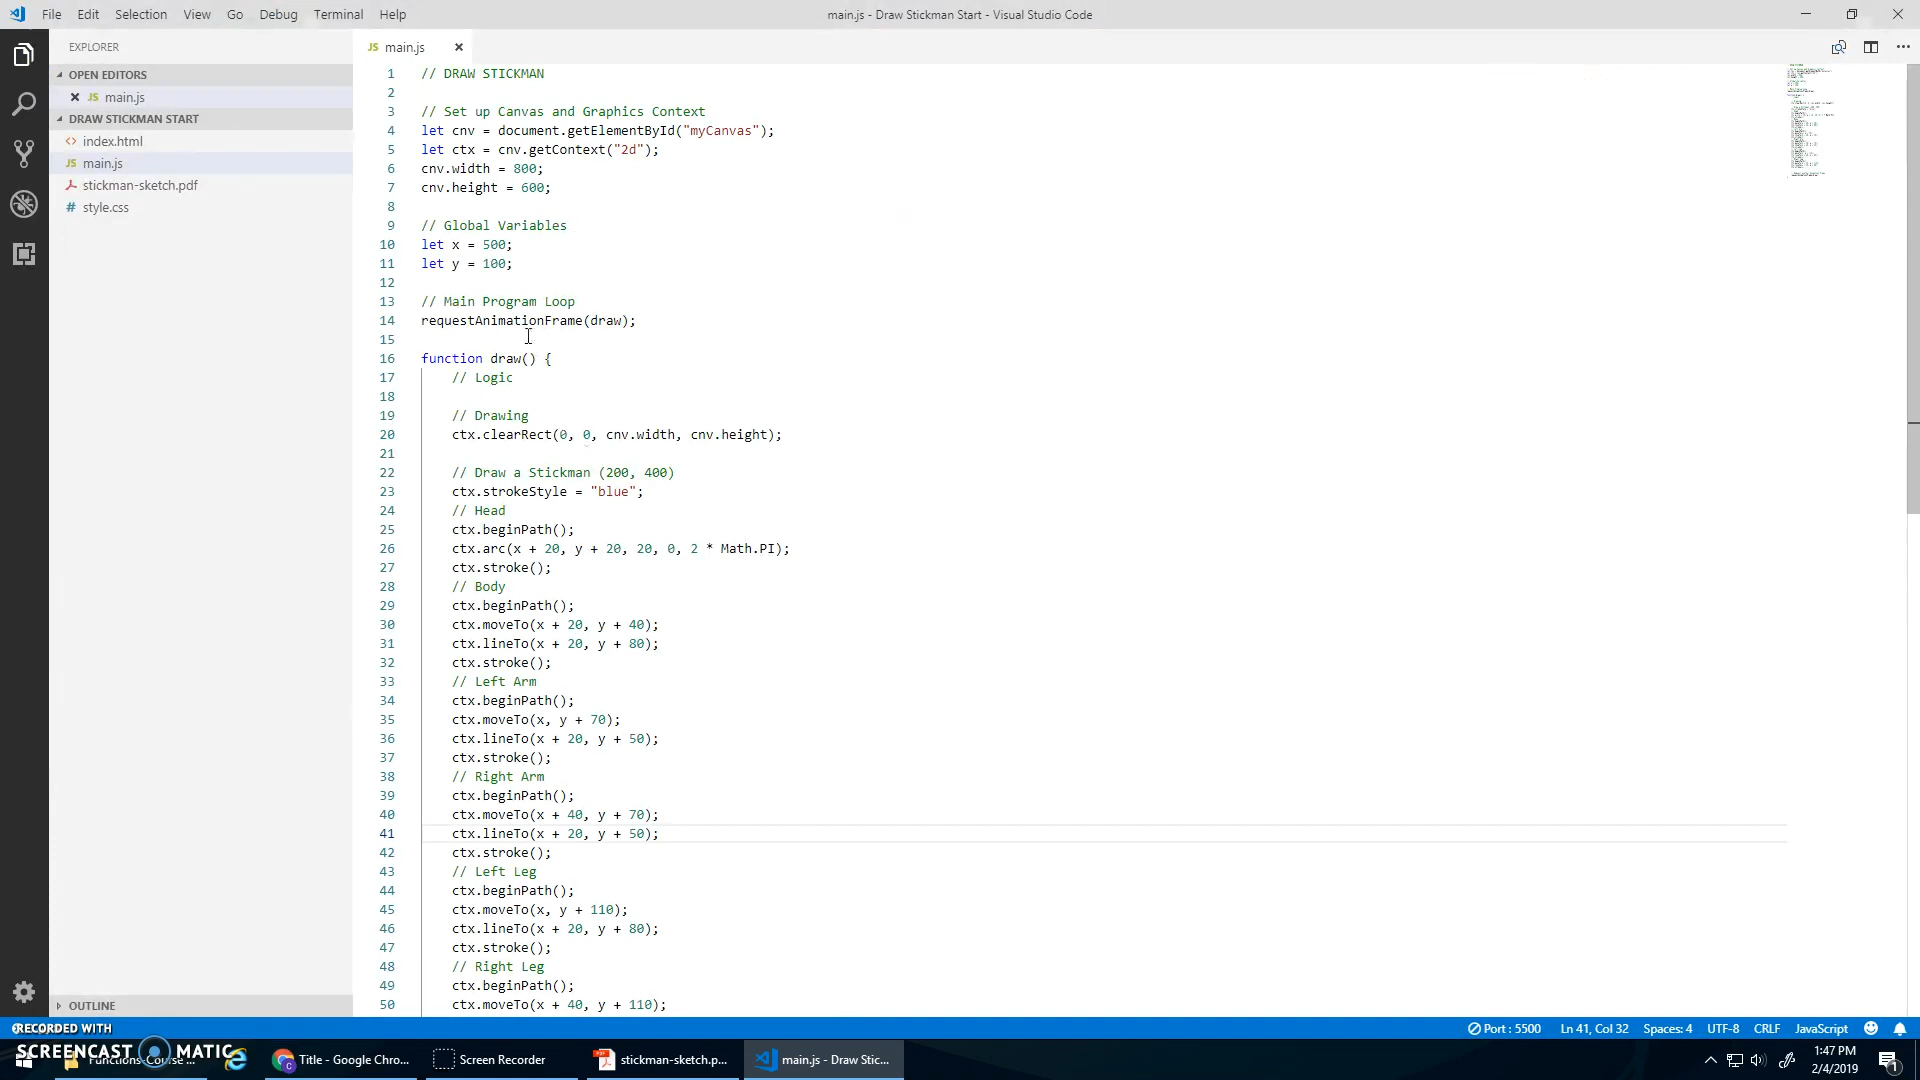 File Edit Selection View Go Debug Terminal Help
main.js - Draw Stickman Start - Visual Studio Code
EXPLORER
OPEN EDITORS
JS main.js
DRAW STICKMAN START
<> index.html
JS main.js
stickman-sketch.pdf
# style.css
OUTLINE
JS main.js
1 // DRAW STICKMAN
2
3 // Set up Canvas and Graphics Context
4 let cnv = document.getElementById("myCanvas");
5 let ctx = cnv.getContext("2d");
6 cnv.width = 800;
7 cnv.height = 600;
8
9 // Global Variables
10 let x = 500;
11 let y = 100;
12
13 // Main Program Loop
14 requestAnimationFrame(draw);
15
16 function draw() {
17 // Logic
18
19 // Drawing
20 ctx.clearRect(0, 0, cnv.width, cnv.height);
21
22 // Draw a Stickman (200, 400)
23 ctx.strokeStyle = "blue";
24 // Head
25 ctx.beginPath();
26 ctx.arc(x + 20, y + 20, 20, 0, 2 * Math.PI);
27 ctx.stroke();
28 // Body
29 ctx.beginPath();
30 ctx.moveTo(x + 20, y + 40);
31 ctx.lineTo(x + 20, y + 80);
32 ctx.stroke();
33 // Left Arm
34 ctx.beginPath();
35 ctx.moveTo(x, y + 70);
36 ctx.lineTo(x + 20, y + 50);
37 ctx.stroke();
38 // Right Arm
39 ctx.beginPath();
40 ctx.moveTo(x + 40, y + 70);
41 ctx.lineTo(x + 20, y + 50);
42 ctx.stroke();
43 // Left Leg
44 ctx.beginPath();
45 ctx.moveTo(x, y + 110);
46 ctx.lineTo(x + 20, y + 80);
47 ctx.stroke();
48 // Right Leg
49 ctx.beginPath();
50 ctx.moveTo(x + 40, y + 110);
RECORDED WITH
Port : 5500 Ln 41, Col 32 Spaces: 4 UTF-8 CRLF JavaScript
SCREENCAST MATIC
Functions-Course ...
Title - Google Chro...
Screen Recorder
stickman-sketch.p...
main.js - Draw Stic...
1:47 PM
2/4/2019
1